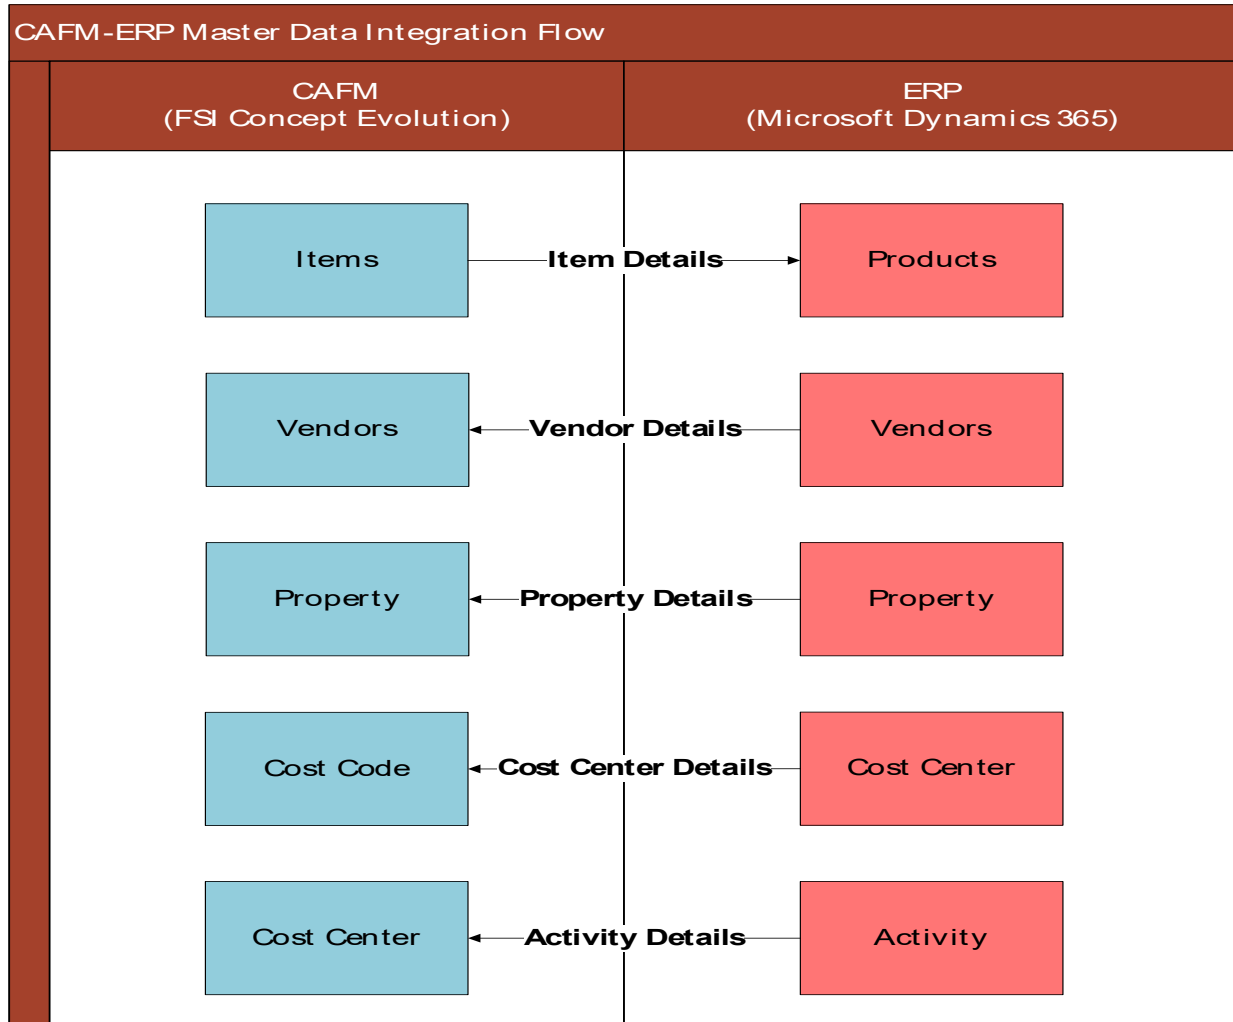 CAFM-ERP Master Data Integration Flow
CAFM
(FSI Concept Evolution)
ERP
(Microsoft Dynamics 365)
Items
Item Details
Products
Vendors
Vendor Details
Vendors
Property
Property Details
Property
Cost Code
Cost Center Details
Cost Center
Cost Center
Activity Details
Activity